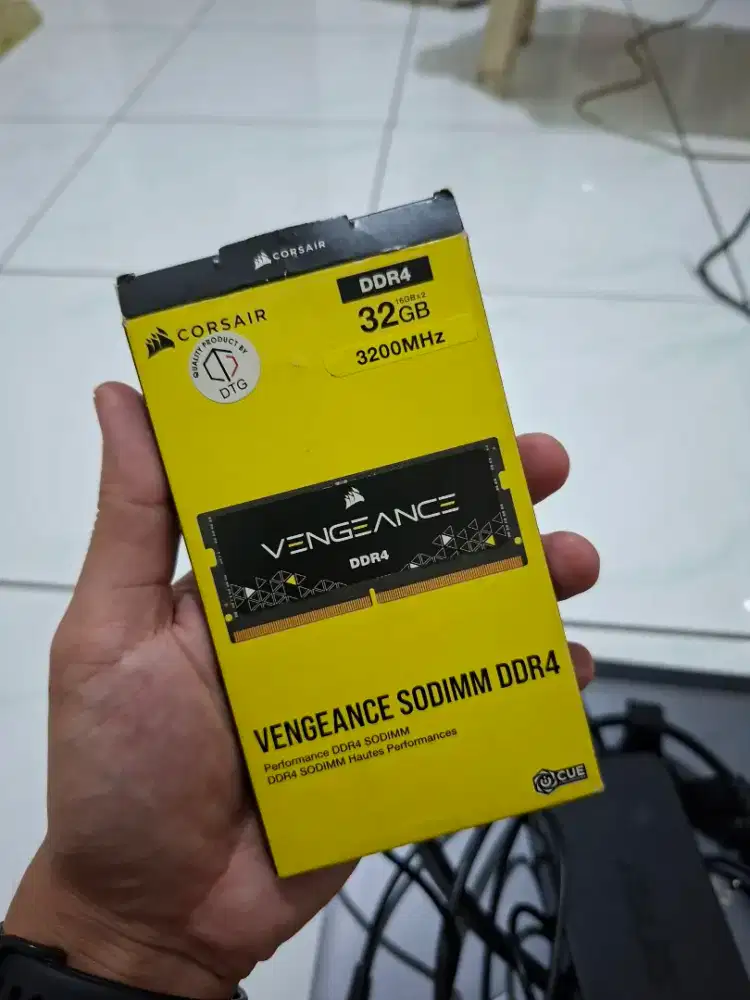 CORSAIR
CORSAIR
DDR4
16GBx2
32GB
3200MHz
QUALITY PRODUCT BY
DTG
VENGEANCE
DDR4
VENGEANCE SODIMM DDR4
Performance DDR4 SODIMM
DDR4 SODIMM Hautes Performances
CUE